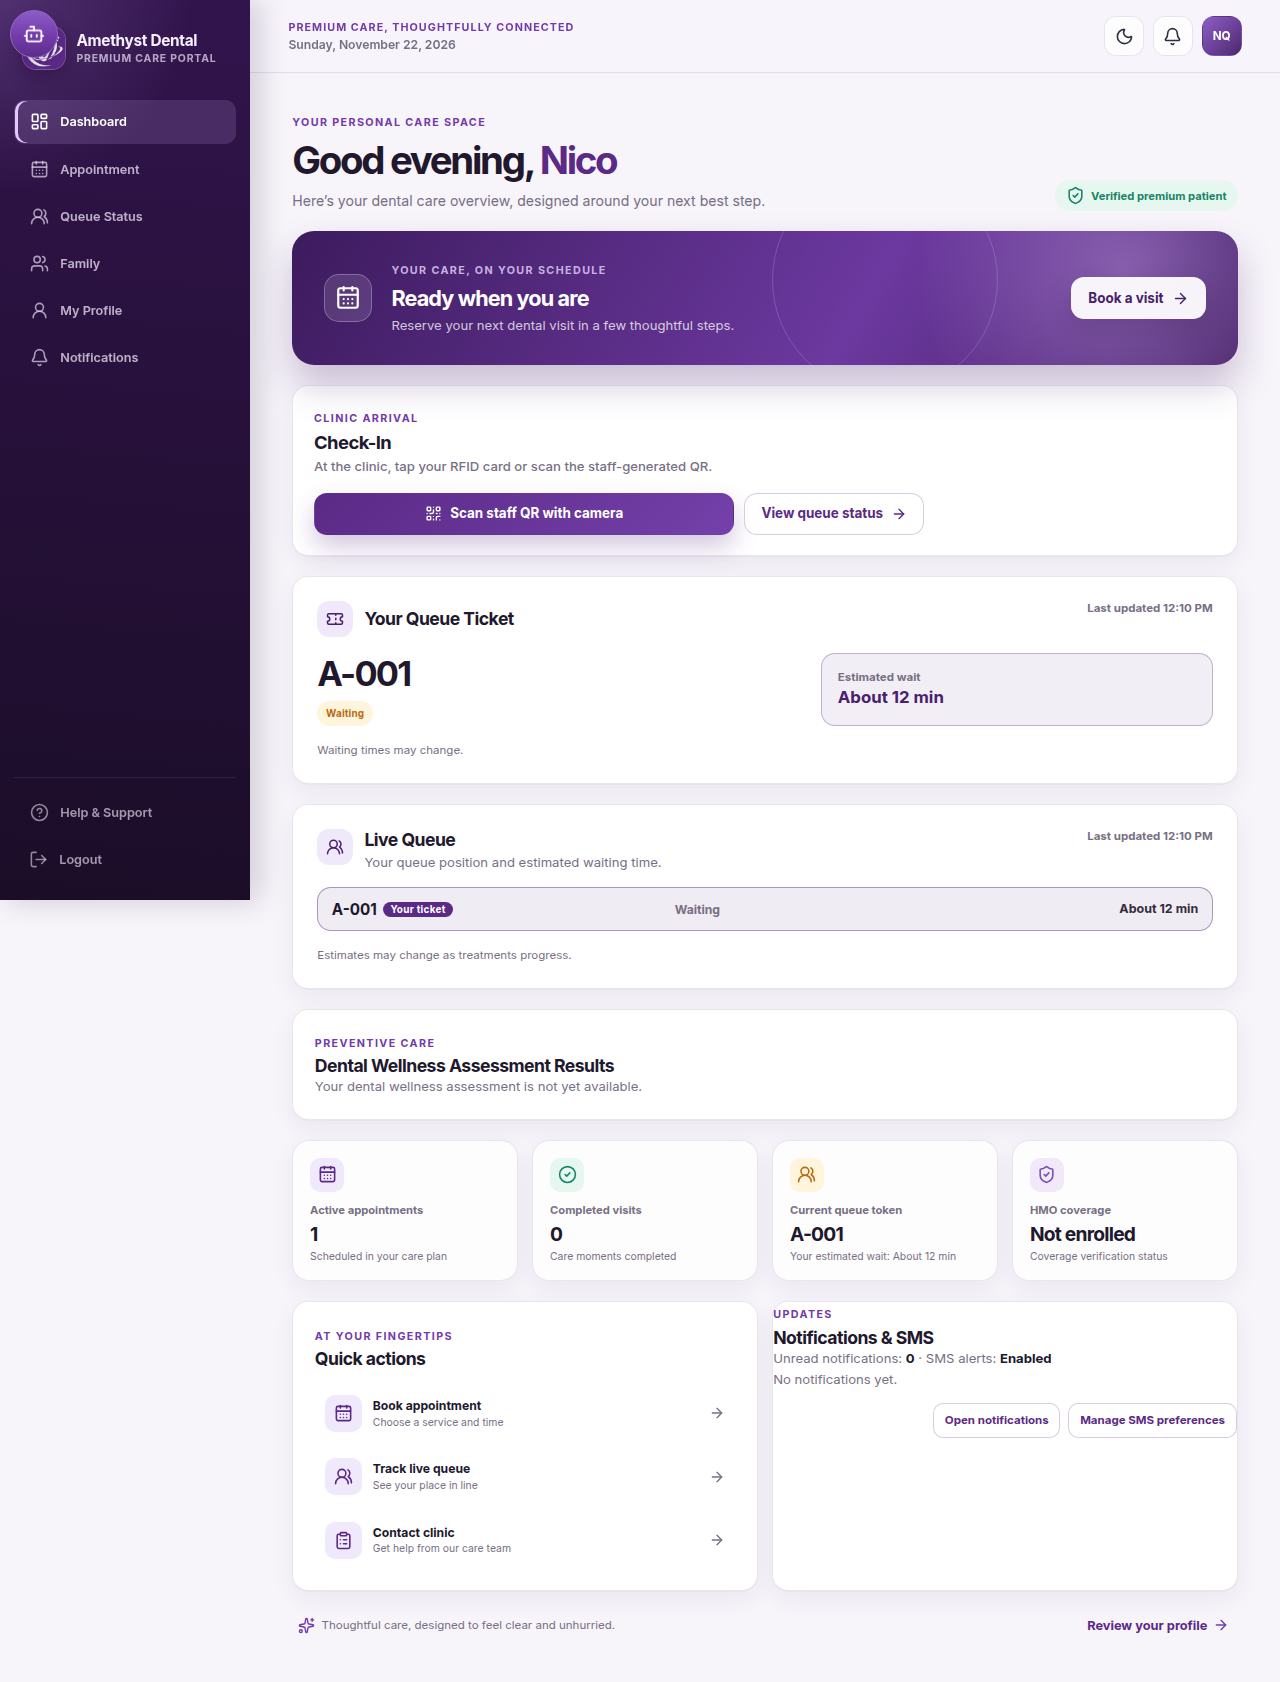 Amethyst Dental
PREMIUM CARE PORTAL
Dashboard
Appointment
Queue Status
Family
My Profile
Notifications
Help & Support
Logout
PREMIUM CARE, THOUGHTFULLY CONNECTED
Sunday, November 22, 2026
NQ
YOUR PERSONAL CARE SPACE
Good evening, Nico
Here's your dental care overview, designed around your next best step.
Verified premium patient
YOUR CARE, ON YOUR SCHEDULE
Ready when you are
Reserve your next dental visit in a few thoughtful steps.
Book a visit
CLINIC ARRIVAL
Check-In
At the clinic, tap your RFID card or scan the staff-generated QR.
Scan staff QR with camera
View queue status
Your Queue Ticket
Last updated 12:10 PM
A-001
Waiting
Estimated wait
About 12 min
Waiting times may change.
Live Queue
Your queue position and estimated waiting time.
Last updated 12:10 PM
A-001 Your ticket Waiting About 12 min
Estimates may change as treatments progress.
PREVENTIVE CARE
Dental Wellness Assessment Results
Your dental wellness assessment is not yet available.
Active appointments
1
Scheduled in your care plan
Completed visits
0
Care moments completed
Current queue token
A-001
Your estimated wait: About 12 min
HMO coverage
Not enrolled
Coverage verification status
AT YOUR FINGERTIPS
Quick actions
Book appointment
Choose a service and time
Track live queue
See your place in line
Contact clinic
Get help from our care team
UPDATES
Notifications & SMS
Unread notifications: 0 · SMS alerts: Enabled
No notifications yet.
Open notifications
Manage SMS preferences
Thoughtful care, designed to feel clear and unhurried.
Review your profile